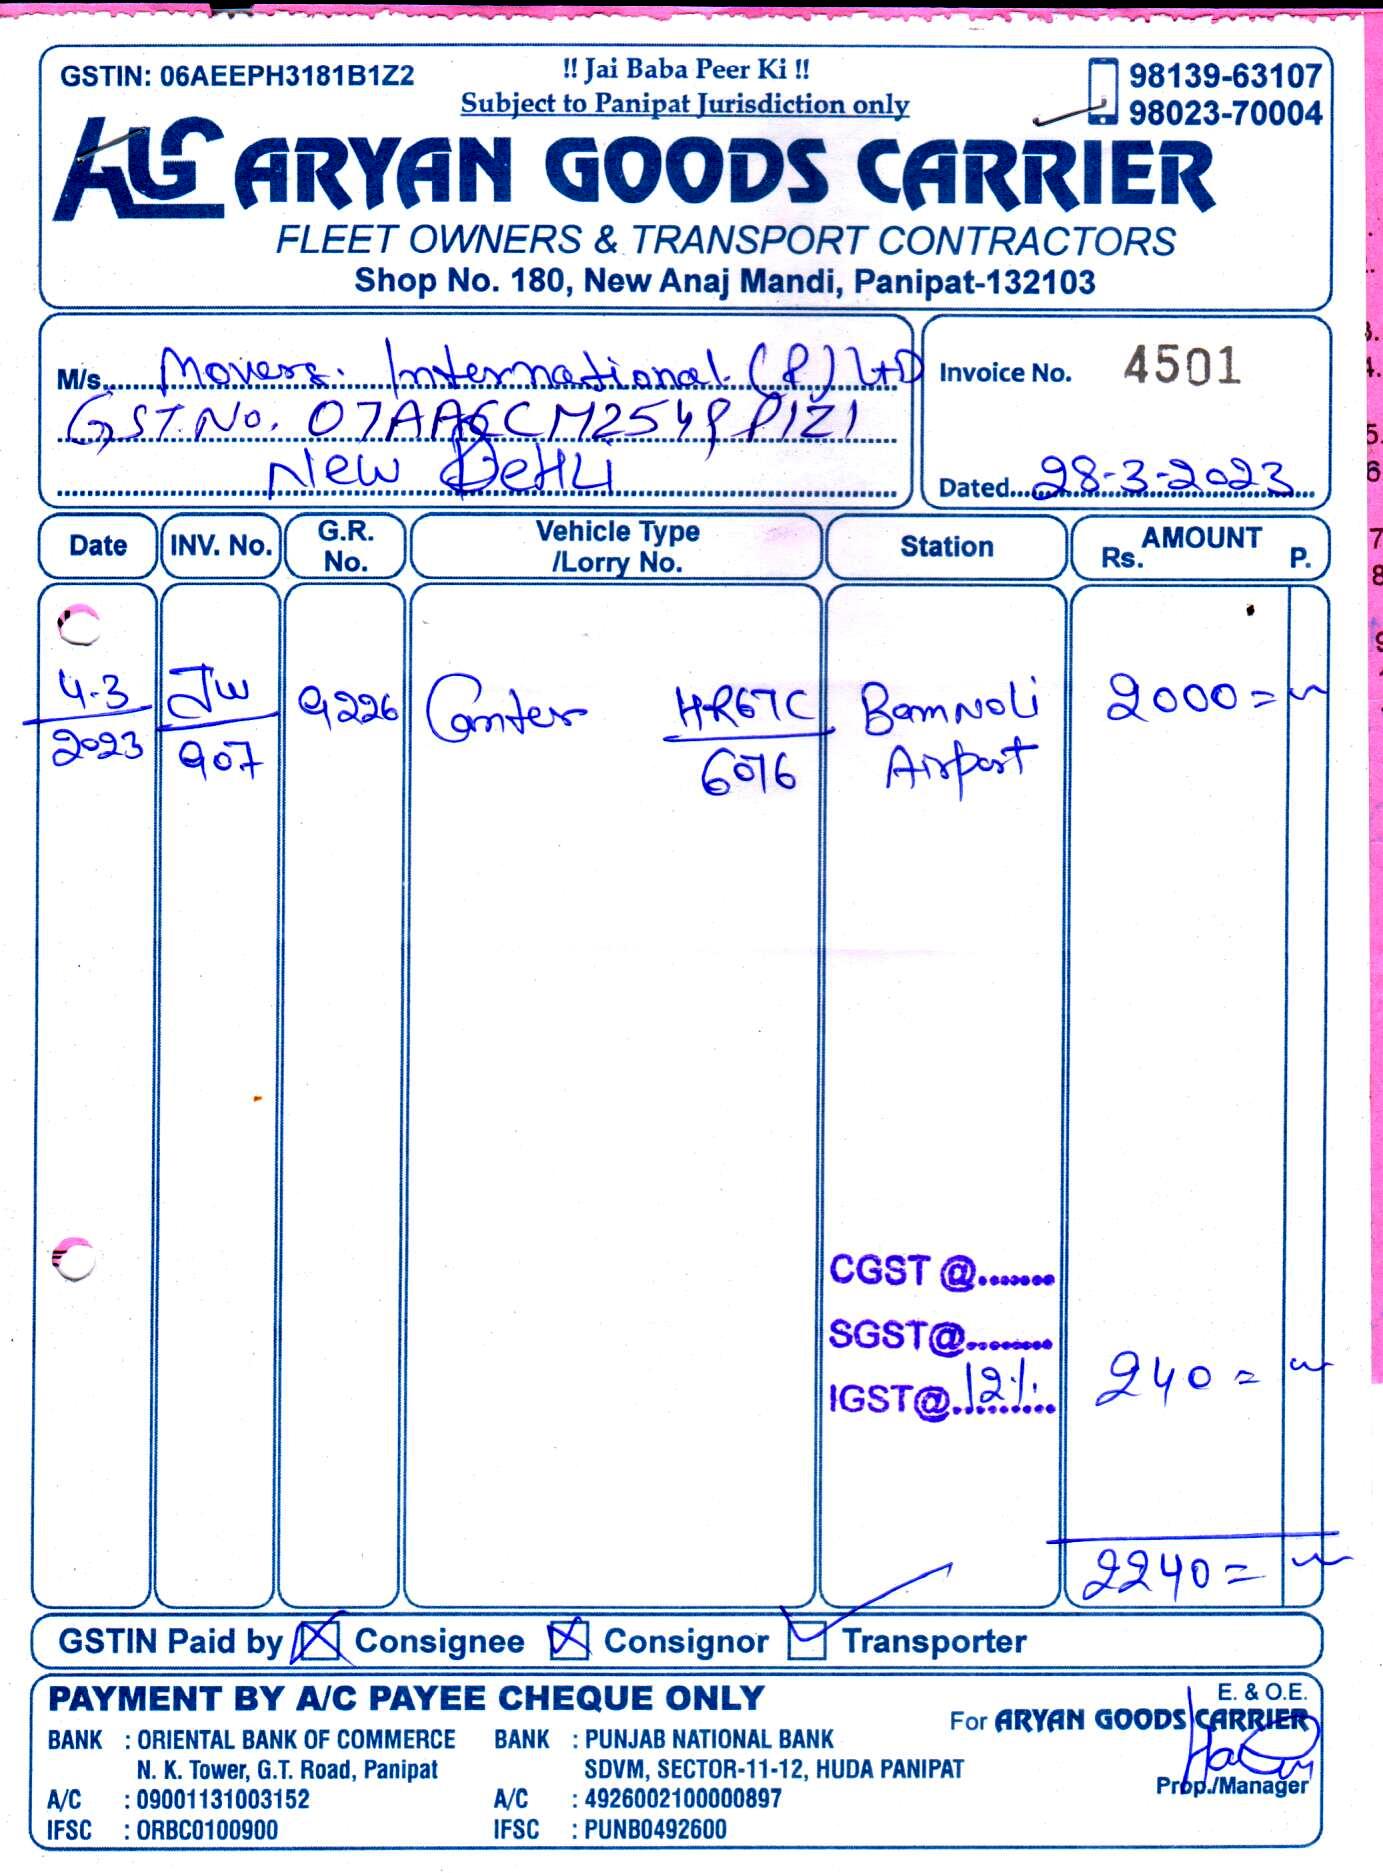 GSTIN: 06AEEPH3181B1Z2
!! Jai Baba Peer Ki !!
Subject to Panipat Jurisdiction only
98139-63107
98023-70004
AGC ARYAN GOODS CARRIER
FLEET OWNERS & TRANSPORT CONTRACTORS
Shop No. 180, New Anaj Mandi, Panipat-132103
M/s. Movers. International (P) LTD
GST.No.
New DeHLi
Invoice No. 4501
Dated 28-3-2023
Date INV. No. G.R. No. Vehicle Type /Lorry No. Station AMOUNT Rs. P.
4-3 JW 9226 Canter HR67C Bamnoli 2000=
2023 907 6076 Airport
CGST @.......
SGST@.........
IGST@ 12% 240=
2240=
GSTIN Paid by Consignee Consignor Transporter
PAYMENT BY A/C PAYEE CHEQUE ONLY
BANK : ORIENTAL BANK OF COMMERCE
N. K. Tower, G.T. Road, Panipat
A/C : 09001131003152
IFSC : ORBC0100900
BANK : PUNJAB NATIONAL BANK
SDVM, SECTOR-11-12, HUDA PANIPAT
A/C : 4926002100000897
IFSC : PUNB0492600
E. & O.E.
For ARYAN GOODS CARRIER
Prop./Manager